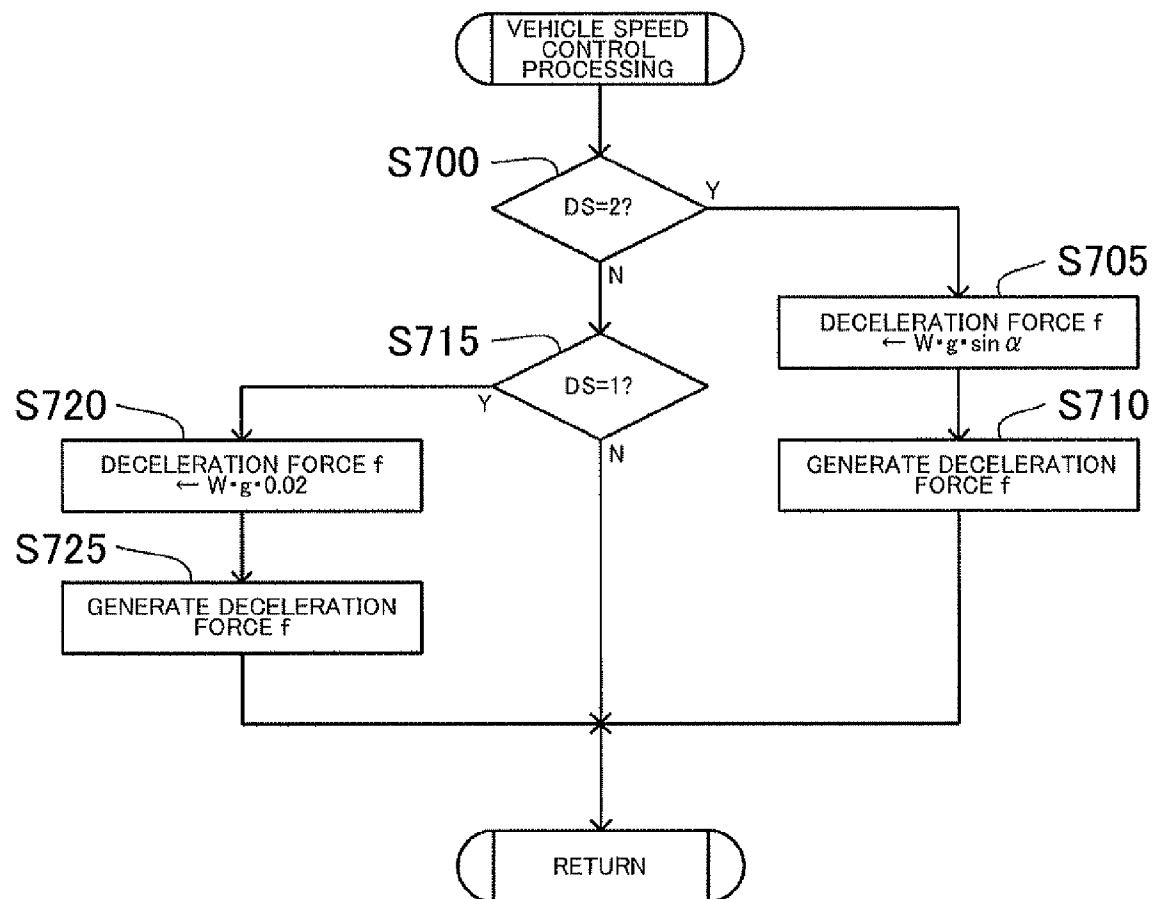 VEHICLE SPEED
CONTROL
PROCESSING
S700
DS=2?
Y
N
S705
DECELERATION FORCE f
← W・g・sin α
S715
DS=1?
Y
N
S710
GENERATE DECELERATION
FORCE f
S720
DECELERATION FORCE f
← W・g・0.02
S725
GENERATE DECELERATION
FORCE f
RETURN